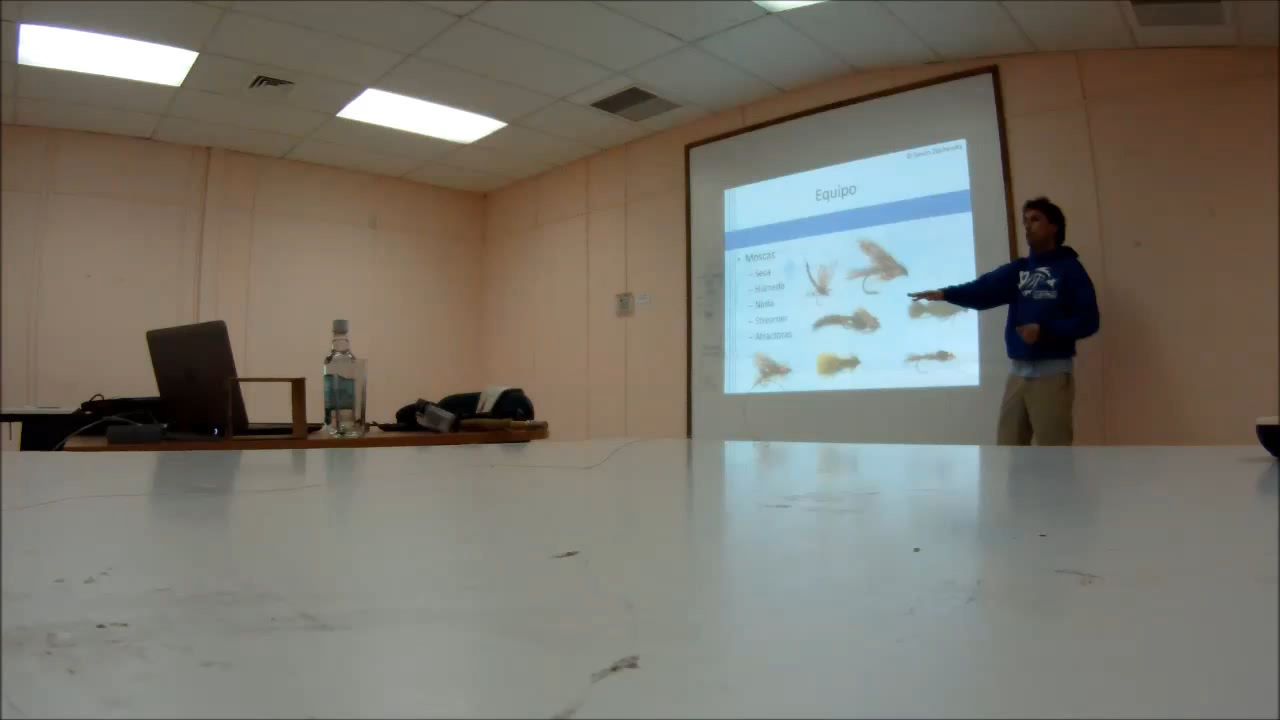 Equipo
• Moscas
– Seca
– Húmeda
– Ninfa
– Streamer
– Atractoras